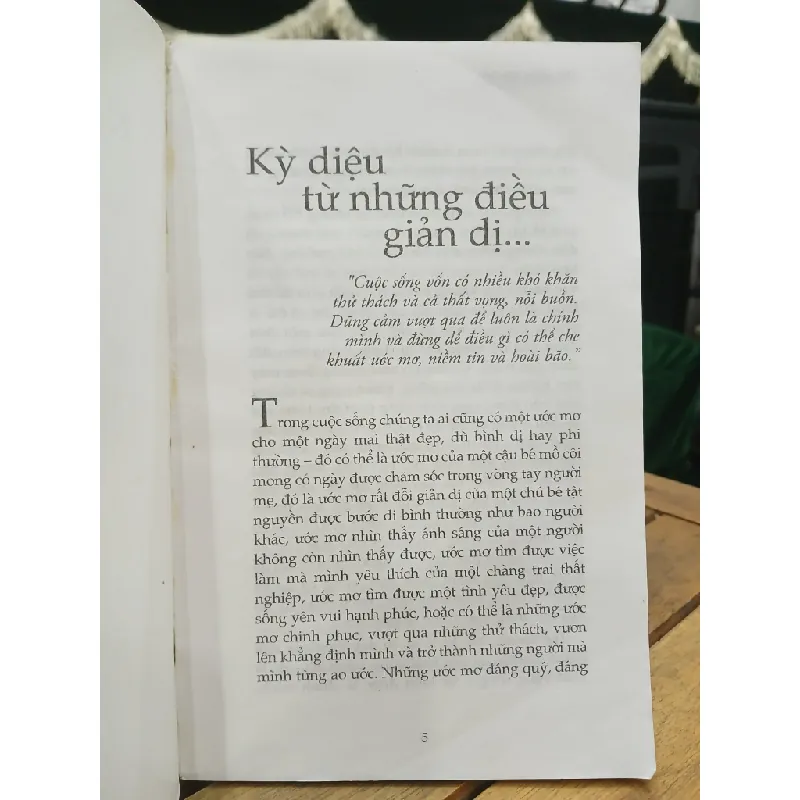 Kỳ diệu
từ những điều
giản dị...
"Cuộc sống vốn có nhiều khó khăn
thử thách và cả thất vọng, nỗi buồn.
Dũng cảm vượt qua để luôn là chính
mình và đừng để điều gì có thể che
khuất ước mơ, niềm tin và hoài bão."
Trong cuộc sống chúng ta ai cũng có một ước mơ
cho một ngày mai thật đẹp, dù bình dị hay phi
thường – đó có thể là ước mơ của một cậu bé mồ côi
mong có ngày được chăm sóc trong vòng tay người
mẹ, đó là ước mơ rất đỗi giản dị của một chú bé tật
nguyền được bước đi bình thường như bao người
khác, ước mơ nhìn thấy ánh sáng của một người
không còn nhìn thấy được, ước mơ tìm được việc
làm mà mình yêu thích của một chàng trai thất
nghiệp, ước mơ tìm được một tình yêu đẹp, được
sống yên vui hạnh phúc, hoặc có thể là những ước
mơ chinh phục, vượt qua những thử thách, vươn
lên khẳng định mình và trở thành những người mà
mình từng ao ước. Những ước mơ đáng quý, đáng
5